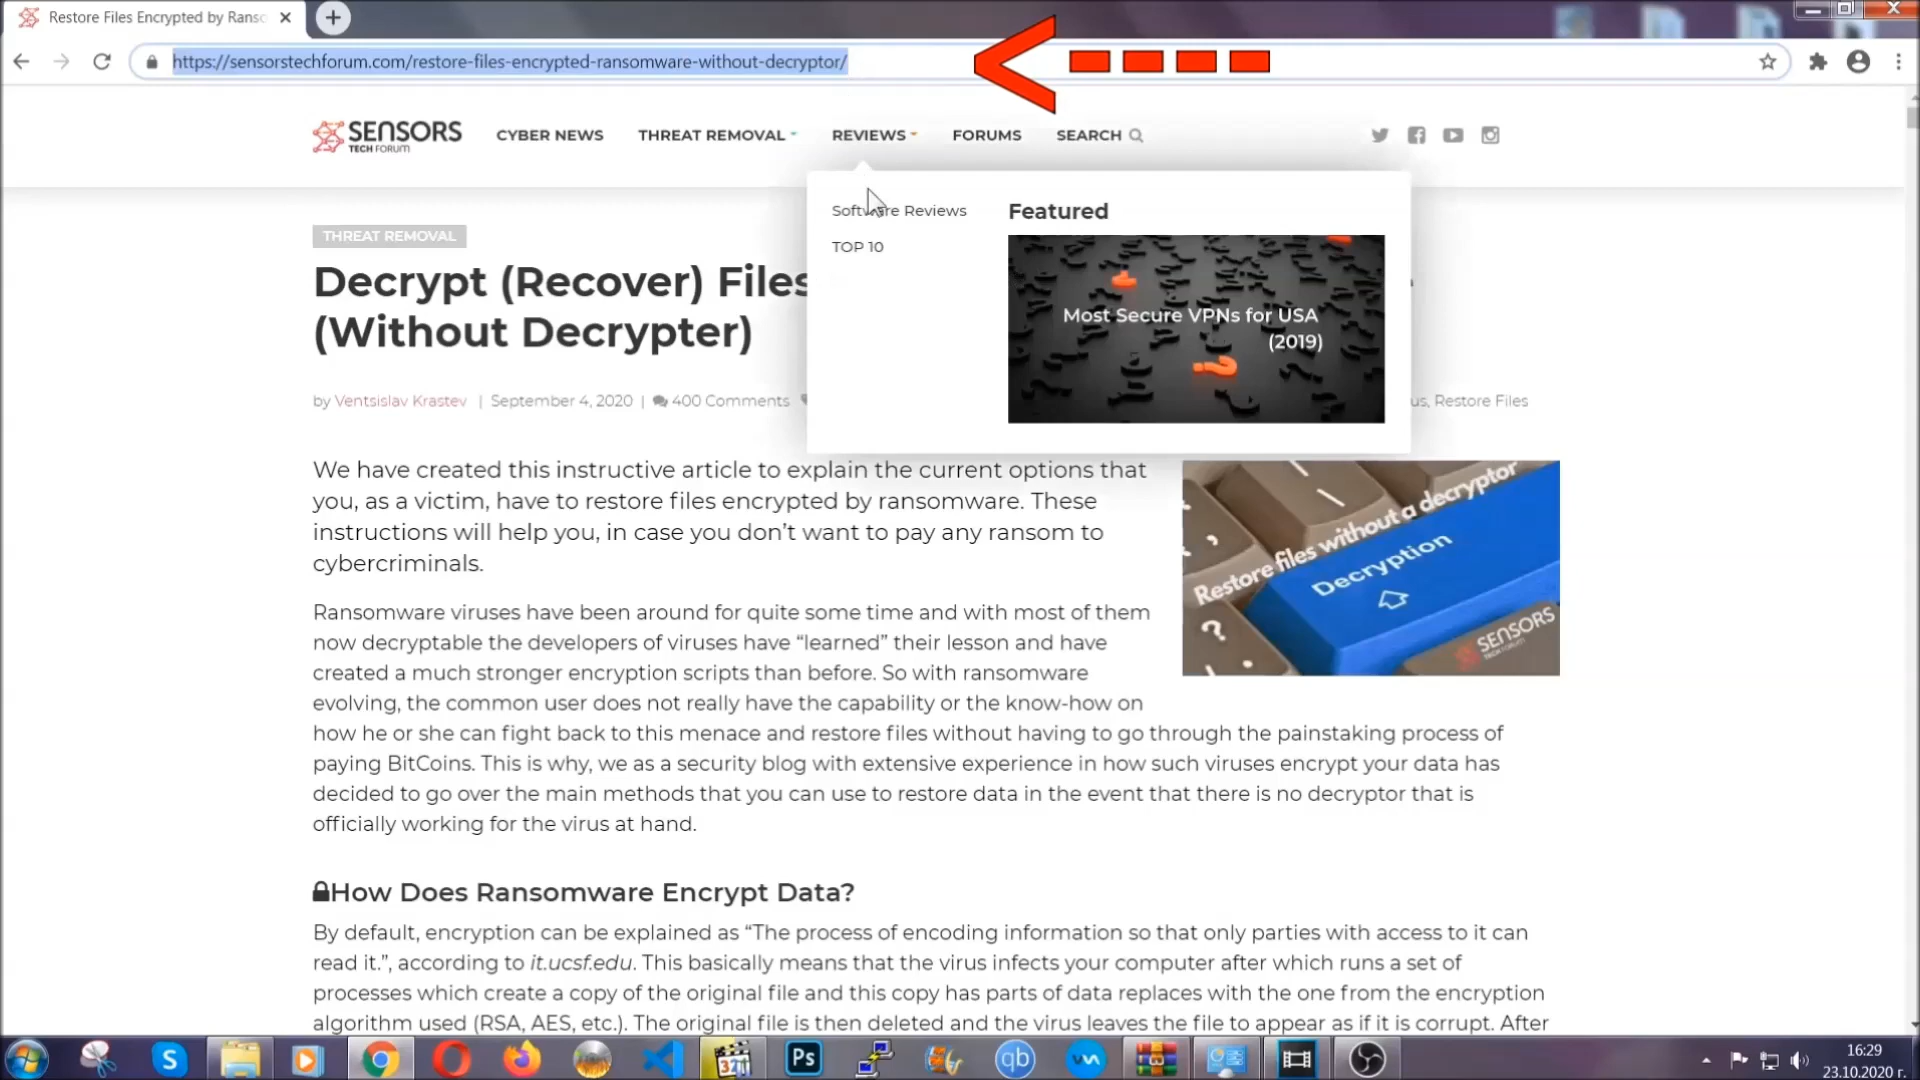 Restore Files Encrypted by Ranso
https://sensorstechforum.com/restore-files-encrypted-ransomware-without-decryptor/
SENSORS
TECH FORUM
CYBER NEWS
THREAT REMOVAL
REVIEWS
FORUMS
SEARCH
Software Reviews
TOP 10
Featured
Most Secure VPNs for USA
(2019)
THREAT REMOVAL
Decrypt (Recover) Files
(Without Decrypter)
by Ventsislav Krastev | September 4, 2020 | 400 Comments
us, Restore Files
We have created this instructive article to explain the current options that
you, as a victim, have to restore files encrypted by ransomware. These
instructions will help you, in case you don’t want to pay any ransom to
cybercriminals.
Restore files without a decryptor
Decryption
SENSORS
TECH FORUM
Ransomware viruses have been around for quite some time and with most of them
now decryptable the developers of viruses have “learned” their lesson and have
created a much stronger encryption scripts than before. So with ransomware
evolving, the common user does not really have the capability or the know-how on
how he or she can fight back to this menace and restore files without having to go through the painstaking process of
paying BitCoins. This is why, we as a security blog with extensive experience in how such viruses encrypt your data has
decided to go over the main methods that you can use to restore data in the event that there is no decryptor that is
officially working for the virus at hand.
How Does Ransomware Encrypt Data?
By default, encryption can be explained as “The process of encoding information so that only parties with access to it can
read it.”, according to it.ucsf.edu. This basically means that the virus infects your computer after which runs a set of
processes which create a copy of the original file and this copy has parts of data replaces with the one from the encryption
algorithm used (RSA, AES, etc.). The original file is then deleted and the virus leaves the file to appear as if it is corrupt. After
321
Ps
qb
16:29
23.10.2020 г.